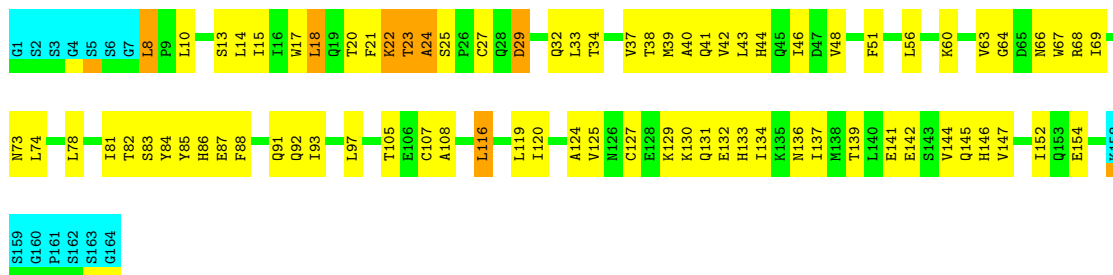 G1 S2 S3 G4 S5 S6 G7 L8 P9 L10 S13 L14 I15 I16 W17 L18 Q19 T20 F21 K22 T23 A24 S25 P26 C27 Q28 D29 Q32 L33 T34 V37 T38 M39 A40 Q41 V42 L43 H44 Q45 I46 D47 V48 F51 L56 K60 V63 G64 D65 N66 W67 R68 I69
N73 L74 L78 I81 T82 S83 Y84 Y85 H86 E87 F88 Q91 Q92 I93 L97 T105 E106 C107 A108 L116 L119 I120 A124 V125 N126 C127 E128 K129 K130 Q131 E132 H133 I134 K135 N136 I137 M138 T139 L140 E141 E142 S143 V144 Q145 H146 V147 I152 Q153 E154
S159 G160 P161 S162 S163 G164